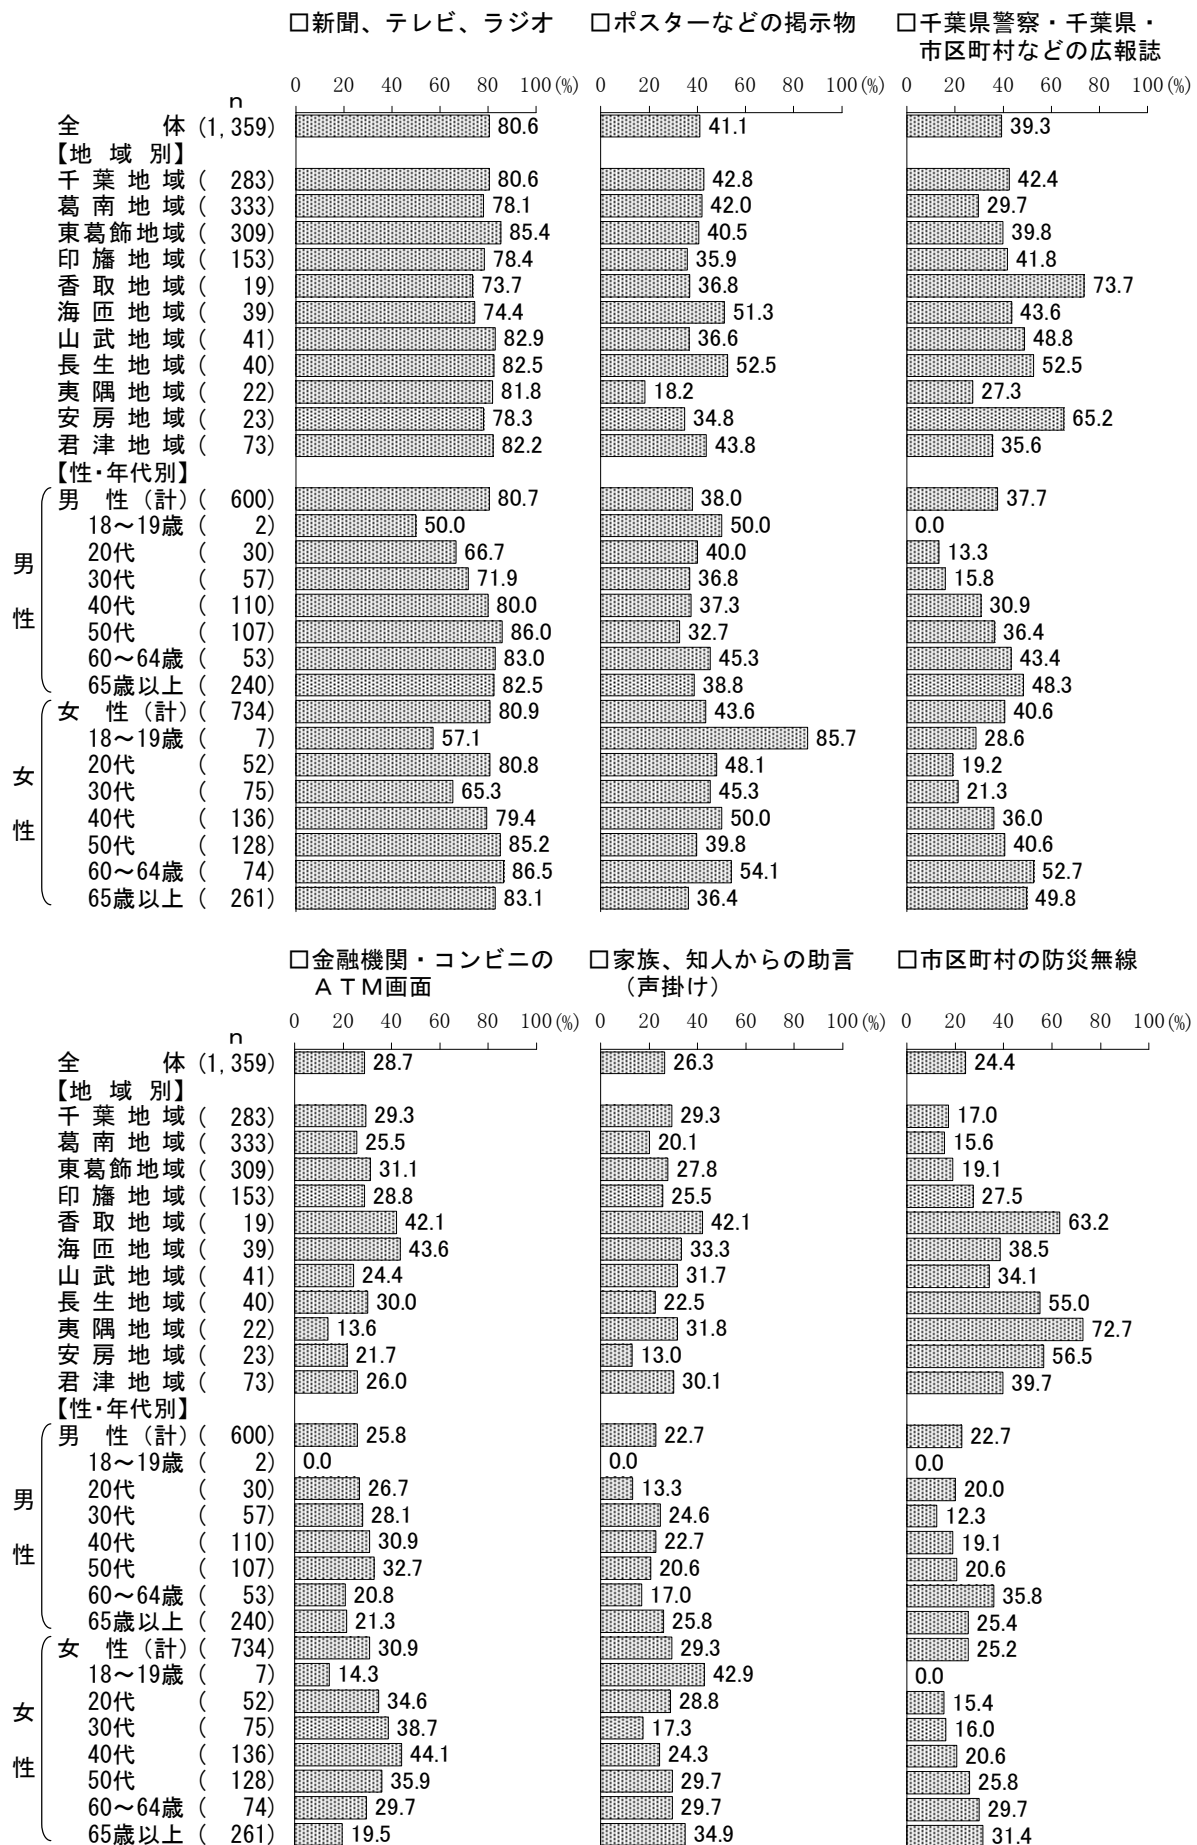 □新聞、テレビ、ラジオ □ポスターなどの掲示物 □千葉県警察・千葉県・
市区町村などの広報誌
0 20 40 60 80 100(%) 0 20 40 60 80 100(%) 0 20 40 60 80 100(%)
n
全体(1,359) 80.6 41.1 39.3
【地域別】
千葉地域( 283) 80.6 42.8 42.4
葛南地域( 333) 78.1 42.0 29.7
東葛飾地域( 309) 85.4 40.5 39.8
印旛地域( 153) 78.4 35.9 41.8
香取地域( 19) 73.7 36.8 73.7
海匝地域( 39) 74.4 51.3 43.6
山武地域( 41) 82.9 36.6 48.8
長生地域( 40) 82.5 52.5 52.5
夷隅地域( 22) 81.8 18.2 27.3
安房地域( 23) 78.3 34.8 65.2
君津地域( 73) 82.2 43.8 35.6
【性・年代別】
男性(計)( 600) 80.7 38.0 37.7
18～19歳( 2) 50.0 50.0 0.0
20代( 30) 66.7 40.0 13.3
男
30代( 57) 71.9 36.8 15.8
40代( 110) 80.0 37.3 30.9
性
50代( 107) 86.0 32.7 36.4
60～64歳( 53) 83.0 45.3 43.4
65歳以上( 240) 82.5 38.8 48.3
女性(計)( 734) 80.9 43.6 40.6
18～19歳( 7) 57.1 85.7 28.6
20代( 52) 80.8 48.1 19.2
女
30代( 75) 65.3 45.3 21.3
40代( 136) 79.4 50.0 36.0
性
50代( 128) 85.2 39.8 40.6
60～64歳( 74) 86.5 54.1 52.7
65歳以上( 261) 83.1 36.4 49.8
□金融機関・コンビニの □家族、知人からの助言 □市区町村の防災無線
ＡＴＭ画面 (声掛け)
0 20 40 60 80 100(%) 0 20 40 60 80 100(%) 0 20 40 60 80 100(%)
n
全体(1,359) 28.7 26.3 24.4
【地域別】
千葉地域( 283) 29.3 29.3 17.0
葛南地域( 333) 25.5 20.1 15.6
東葛飾地域( 309) 31.1 27.8 19.1
印旛地域( 153) 28.8 25.5 27.5
香取地域( 19) 42.1 42.1 63.2
海匝地域( 39) 43.6 33.3 38.5
山武地域( 41) 24.4 31.7 34.1
長生地域( 40) 30.0 22.5 55.0
夷隅地域( 22) 13.6 31.8 72.7
安房地域( 23) 21.7 13.0 56.5
君津地域( 73) 26.0 30.1 39.7
【性・年代別】
男性(計)( 600) 25.8 22.7 22.7
18～19歳( 2) 0.0 0.0 0.0
20代( 30) 26.7 13.3 20.0
男
30代( 57) 28.1 24.6 12.3
40代( 110) 30.9 22.7 19.1
性
50代( 107) 32.7 20.6 20.6
60～64歳( 53) 20.8 17.0 35.8
65歳以上( 240) 21.3 25.8 25.4
女性(計)( 734) 30.9 29.3 25.2
18～19歳( 7) 14.3 42.9 0.0
20代( 52) 34.6 28.8 15.4
女
30代( 75) 38.7 17.3 16.0
40代( 136) 44.1 24.3 20.6
性
50代( 128) 35.9 29.7 25.8
60～64歳( 74) 29.7 29.7 29.7
65歳以上( 261) 19.5 34.9 31.4